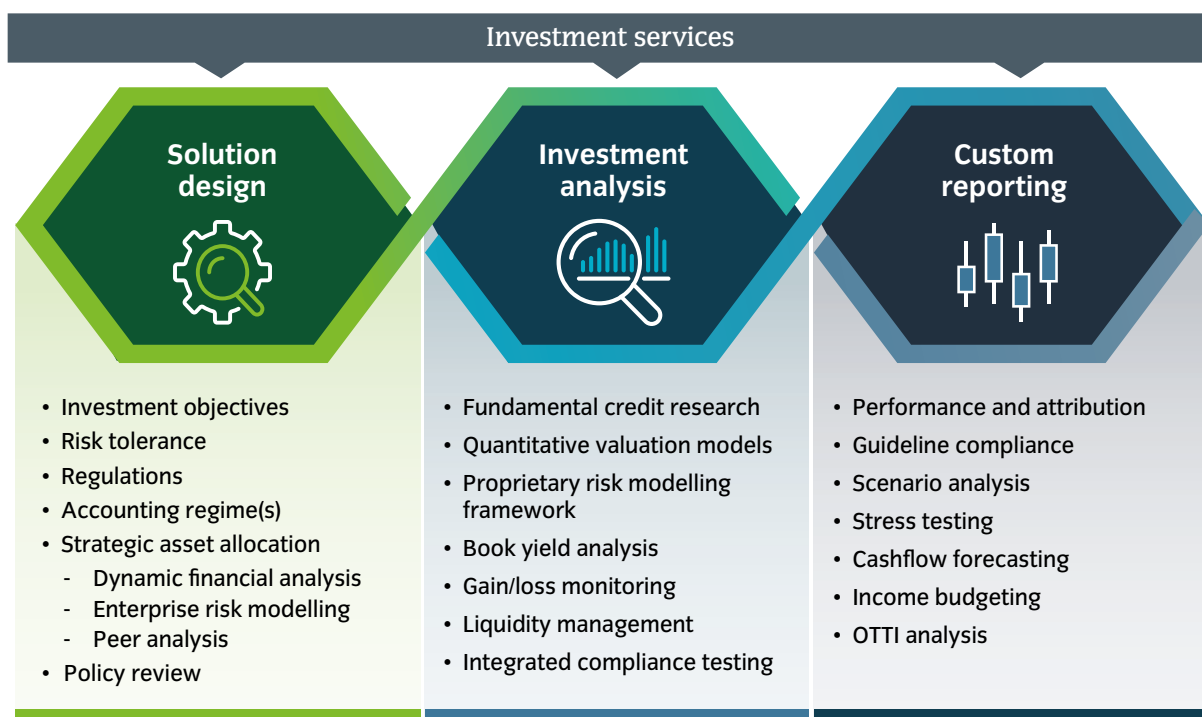 Investment services
Solution
design
• Investment objectives
• Risk tolerance
• Regulations
• Accounting regime(s)
• Strategic asset allocation
- Dynamic financial analysis
- Enterprise risk modelling
- Peer analysis
• Policy review
Investment
analysis
• Fundamental credit research
• Quantitative valuation models
• Proprietary risk modelling
framework
• Book yield analysis
• Gain/loss monitoring
• Liquidity management
• Integrated compliance testing
Custom
reporting
• Performance and attribution
• Guideline compliance
• Scenario analysis
• Stress testing
• Cashflow forecasting
• Income budgeting
• OTTI analysis